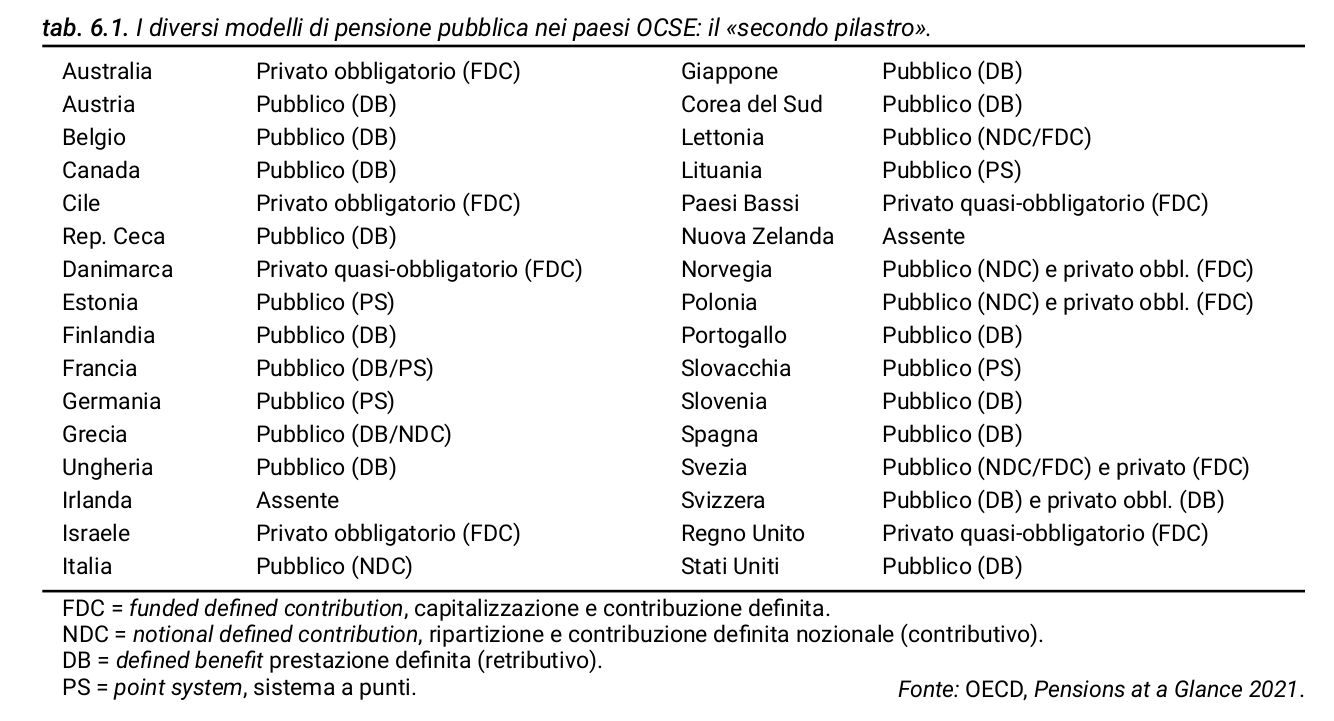 tab. 6.1. I diversi modelli di pensione pubblica nei paesi OCSE: il «secondo pilastro».
Australia Privato obbligatorio (FDC) Giappone Pubblico (DB)
Austria Pubblico (DB) Corea del Sud Pubblico (DB)
Belgio Pubblico (DB) Lettonia Pubblico (NDC/FDC)
Canada Pubblico (DB) Lituania Pubblico (PS)
Cile Privato obbligatorio (FDC) Paesi Bassi Privato quasi-obbligatorio (FDC)
Rep. Ceca Pubblico (DB) Nuova Zelanda Assente
Danimarca Privato quasi-obbligatorio (FDC) Norvegia Pubblico (NDC) e privato obbl. (FDC)
Estonia Pubblico (PS) Polonia Pubblico (NDC) e privato obbl. (FDC)
Finlandia Pubblico (DB) Portogallo Pubblico (DB)
Francia Pubblico (DB/PS) Slovacchia Pubblico (PS)
Germania Pubblico (PS) Slovenia Pubblico (DB)
Grecia Pubblico (DB/NDC) Spagna Pubblico (DB)
Ungheria Pubblico (DB) Svezia Pubblico (NDC/FDC) e privato (FDC)
Irlanda Assente Svizzera Pubblico (DB) e privato obbl. (DB)
Israele Privato obbligatorio (FDC) Regno Unito Privato quasi-obbligatorio (FDC)
Italia Pubblico (NDC) Stati Uniti Pubblico (DB)
FDC = funded defined contribution, capitalizzazione e contribuzione definita.
NDC = notional defined contribution, ripartizione e contribuzione definita nozionale (contributivo).
DB = defined benefit prestazione definita (retributivo).
PS = point system, sistema a punti. Fonte: OECD, Pensions at a Glance 2021.